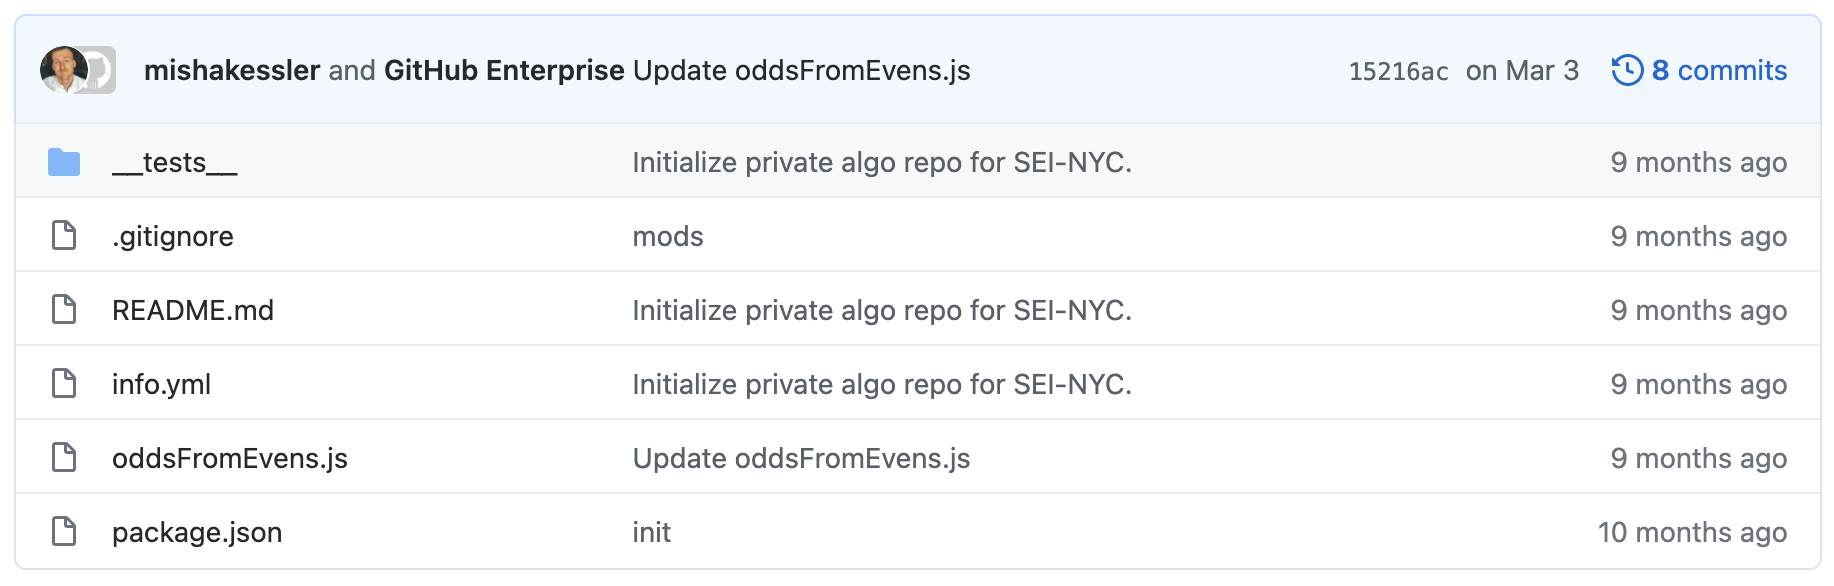 mishakessler and GitHub Enterprise Update oddsFromEvens.js 15216ac on Mar 3 8 commits
__tests__ Initialize private algo repo for SEI-NYC. 9 months ago
.gitignore mods 9 months ago
README.md Initialize private algo repo for SEI-NYC. 9 months ago
info.yml Initialize private algo repo for SEI-NYC. 9 months ago
oddsFromEvens.js Update oddsFromEvens.js 9 months ago
package.json init 10 months ago